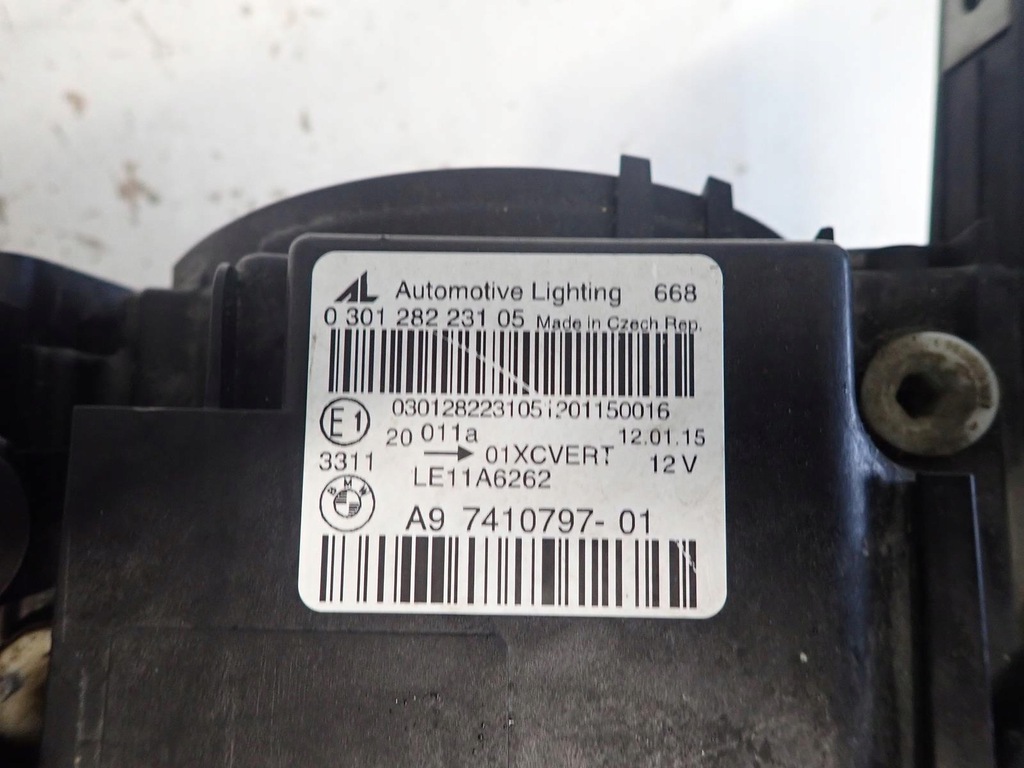 AL Automotive Lighting 668
0 301 282 231 05 Made in Czech Rep.
0301282231051201150016
E1 20 011a 12.01.15
3311 → 01XCVERT 12 V
LE11A6262
BMW
A9 7410797- 01